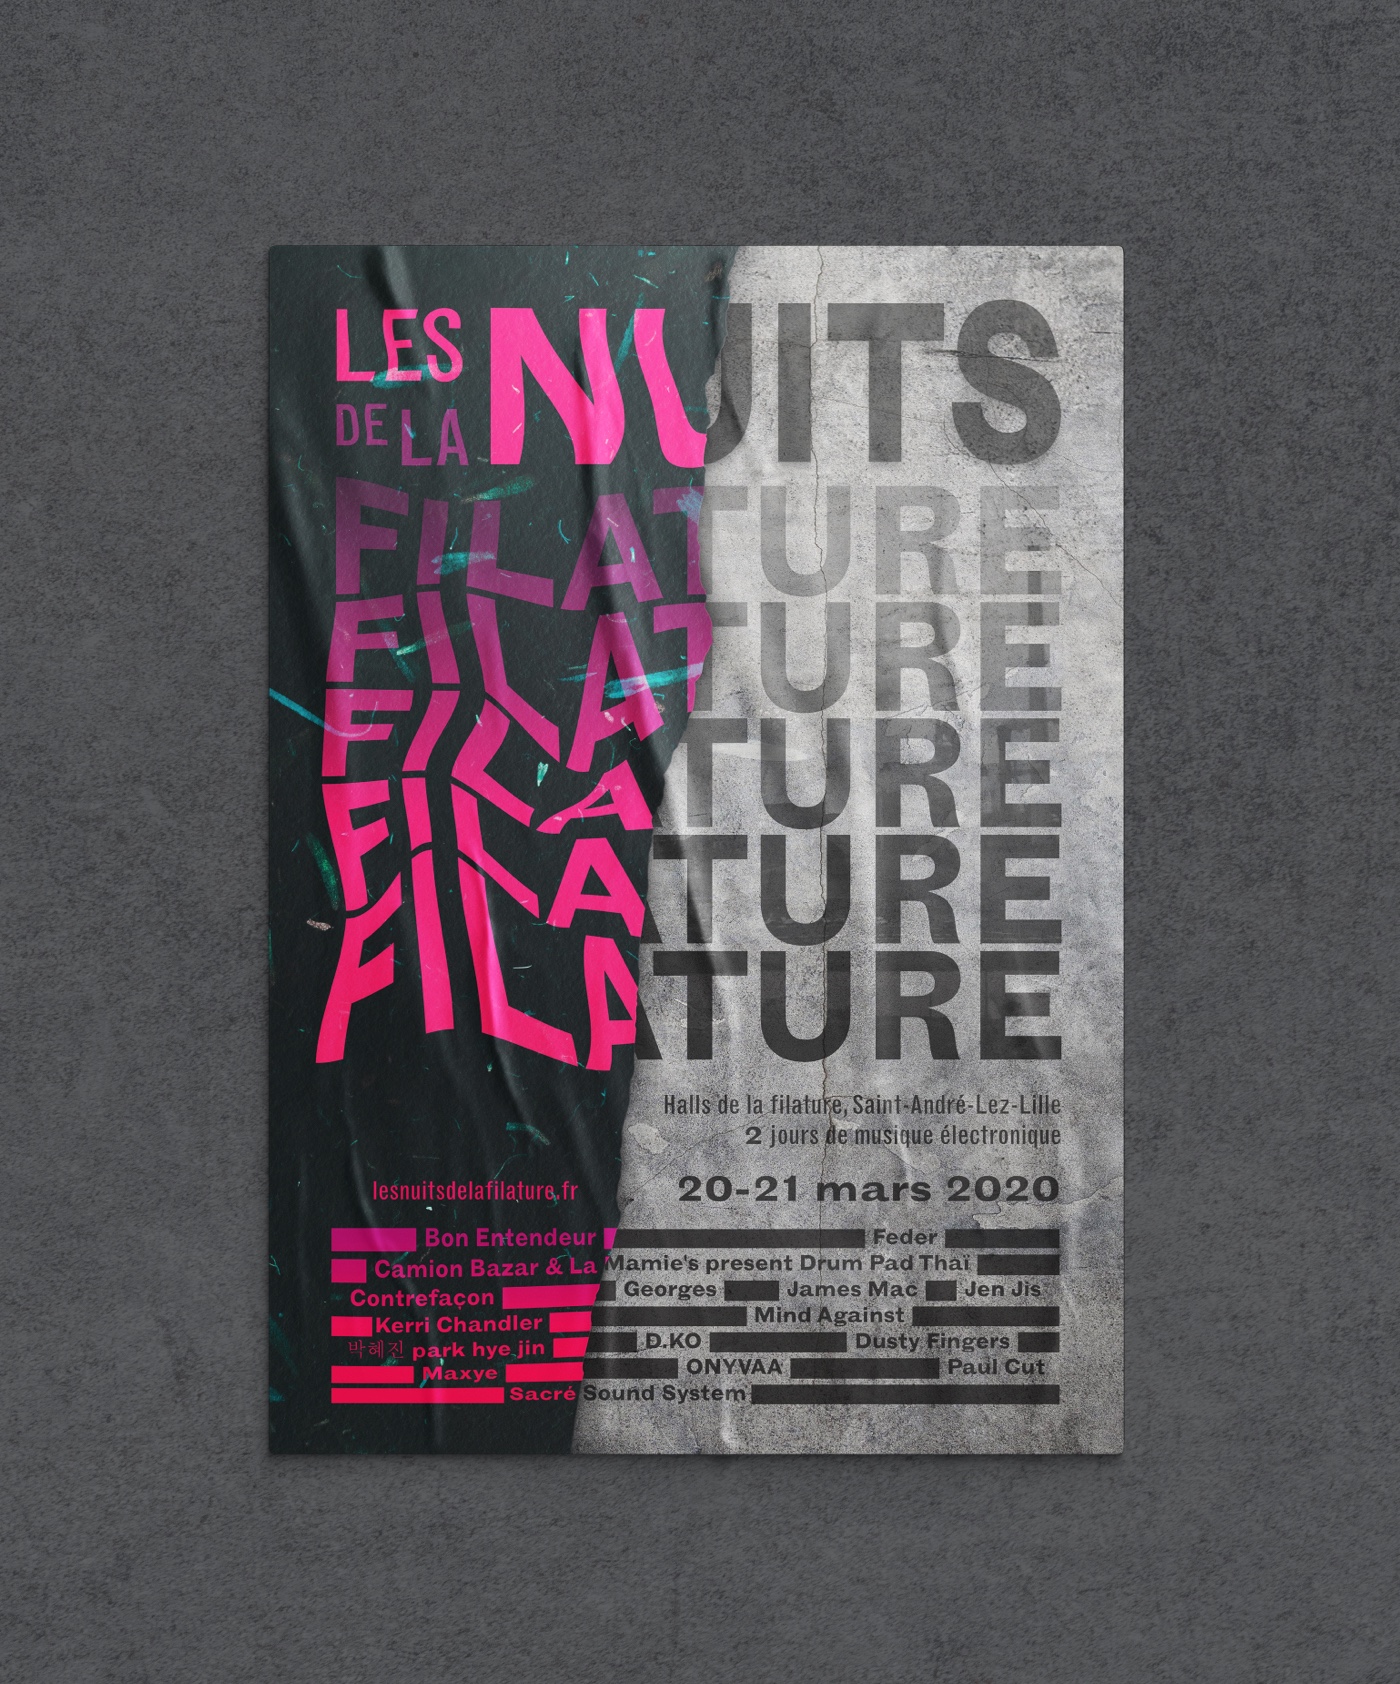 LES NUITS
DE LA
FILATURE
FILATURE
FILATURE
FILATURE
FILATURE
Halls de la filature, Saint-André-Lez-Lille
2 jours de musique électronique
lesnuitsdelafilature.fr
20-21 mars 2020
Bon Entendeur Feder
Camion Bazar & La Mamie's present Drum Pad Thaï
Contrefaçon Georges James Mac Jen Jis
Kerri Chandler Mind Against
박혜진 park hye jin D.KO Dusty Fingers
Maxye ONYVAA Paul Cut
Sacré Sound System